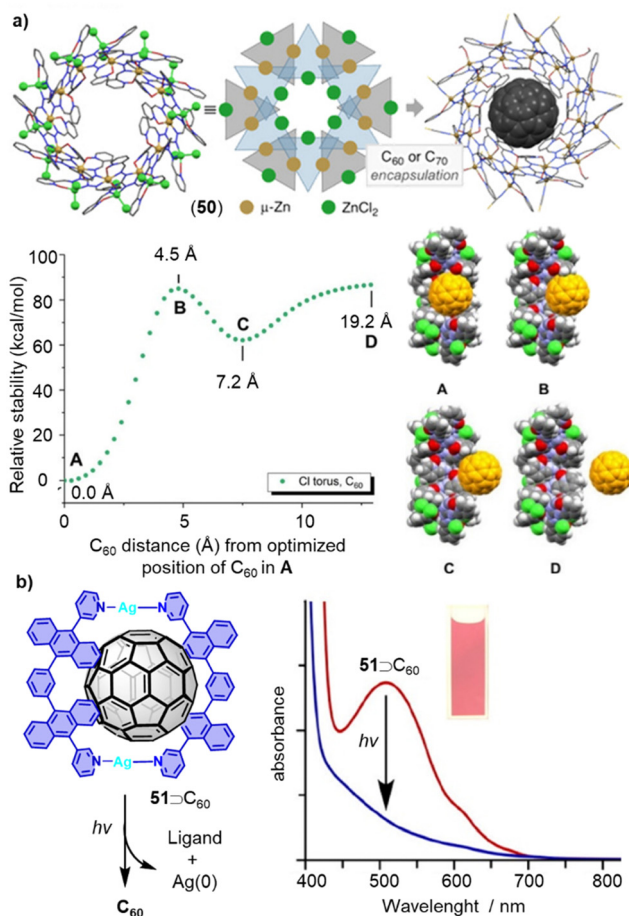 a)
≡
C60 or C70
encapsulation
(50)
μ-Zn
ZnCl2
Relative stability (kcal/mol)
100
80
60
40
20
0
4.5 Å
B
C
7.2 Å
19.2 Å
D
A
0.0 Å
Cl torus, C60
0
5
10
C60 distance (Å) from optimized
position of C60 in A
A
B
C
D
b)
N
Ag
N
N
Ag
N
51⊃C60
hv
Ligand
+
Ag(0)
C60
absorbance
51⊃C60
hv
400
500
600
700
800
Wavelenght / nm